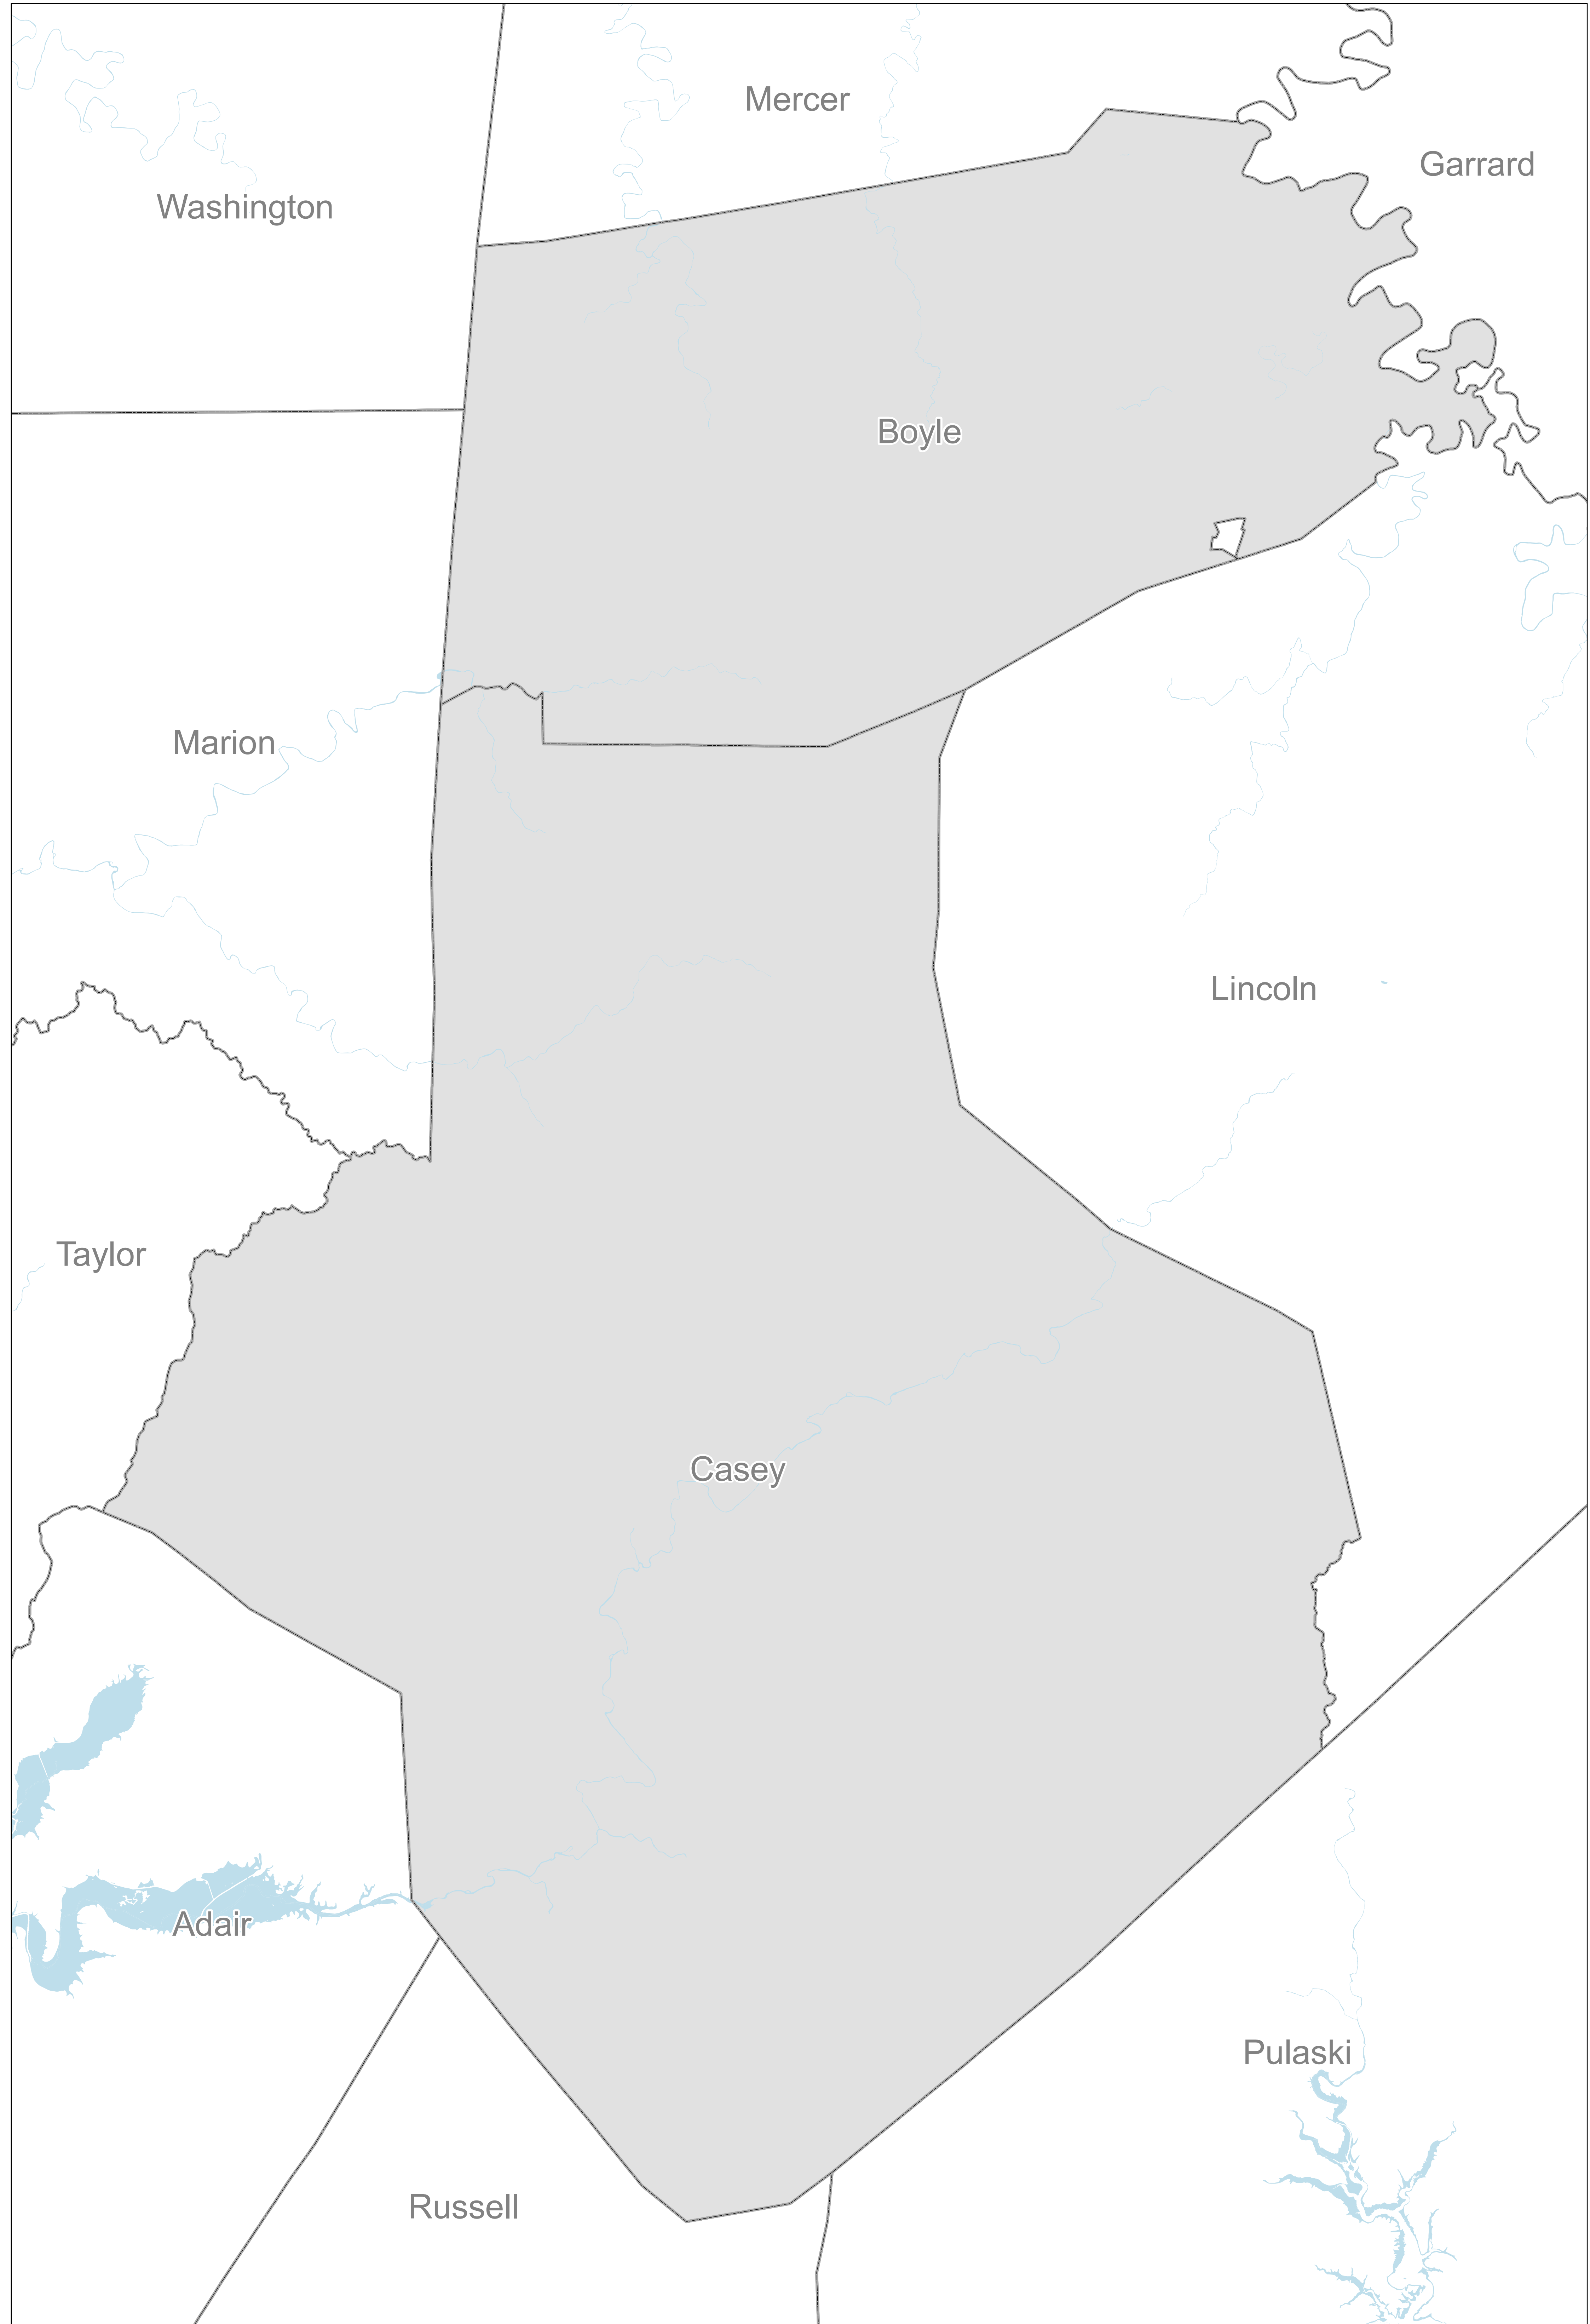 Mercer
Garrard
Washington
Boyle
Marion
Lincoln
Taylor
Casey
Adair
Pulaski
Russell